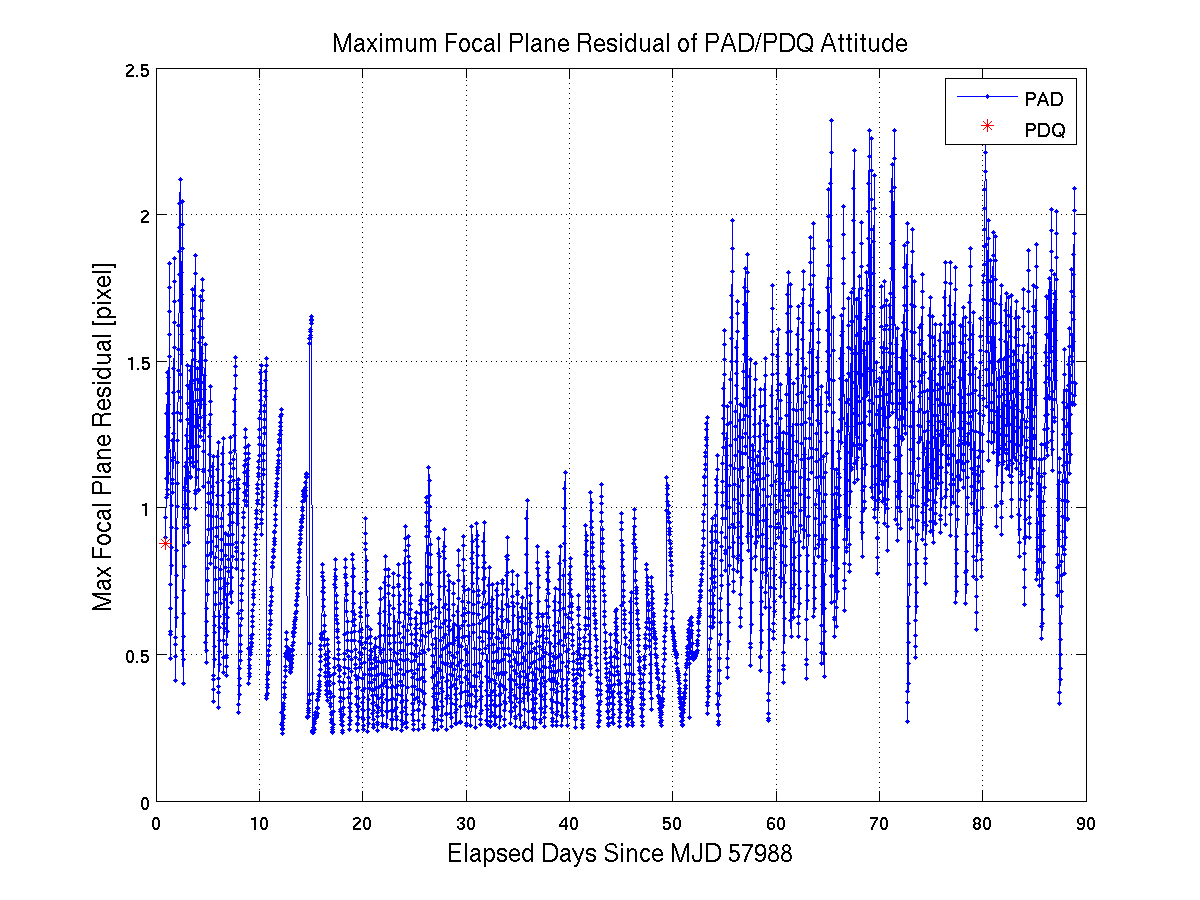 Maximum Focal Plane Residual of PAD/PDQ Attitude
2.5
2
1.5
1
0.5
0
Max Focal Plane Residual [pixel]
PAD
PDQ
0 10 20 30 40 50 60 70 80 90
Elapsed Days Since MJD 57988